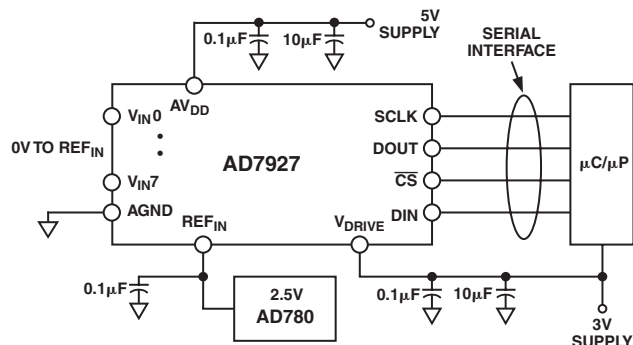 5V
SUPPLY
0.1µF
10µF
SERIAL
INTERFACE
AVDD
VIN0
0V TO REFIN
VIN7
AGND
AD7927
SCLK
DOUT
CS
DIN
µC/µP
REFIN
VDRIVE
0.1µF
2.5V
AD780
0.1µF
10µF
3V
SUPPLY